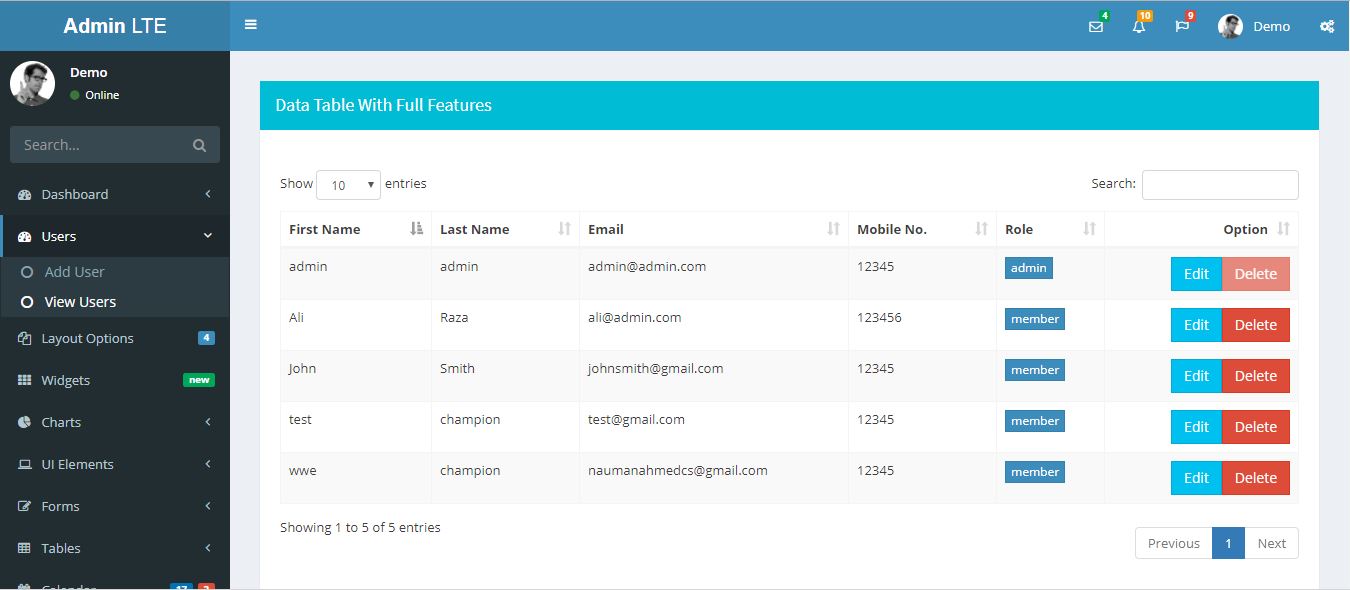 Admin LTE
4 10 9 Demo
Demo
Online
Search...
Dashboard
Users
Add User
View Users
Layout Options 4
Widgets new
Charts
UI Elements
Forms
Tables
Calendar 17 3
Data Table With Full Features
Show 10 entries Search:
First Name Last Name Email Mobile No. Role Option
admin admin admin@admin.com 12345 admin Edit Delete
Ali Raza ali@admin.com 123456 member Edit Delete
John Smith johnsmith@gmail.com 12345 member Edit Delete
test champion test@gmail.com 12345 member Edit Delete
wwe champion naumanahmedcs@gmail.com 12345 member Edit Delete
Showing 1 to 5 of 5 entries
Previous 1 Next